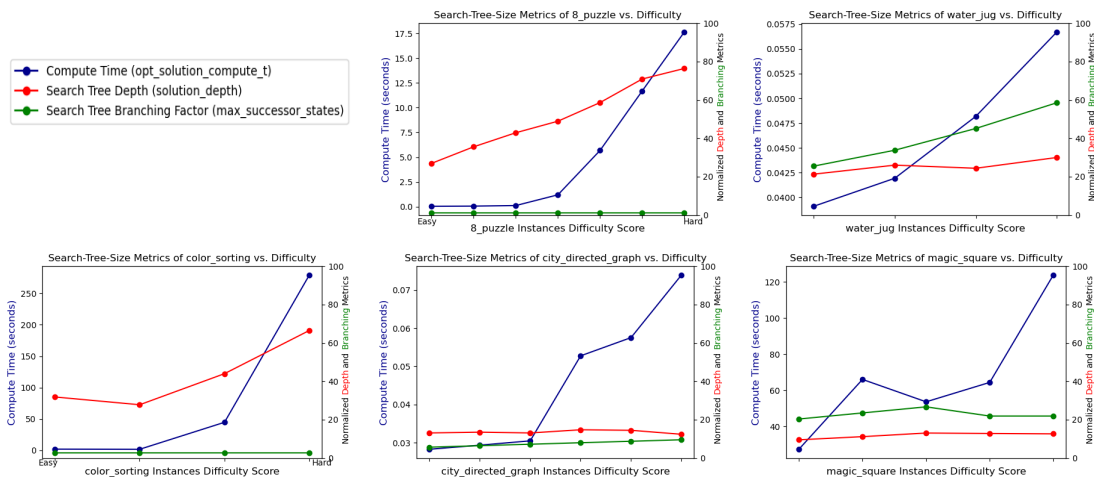 Compute Time (opt_solution_compute_t)
Search Tree Depth (solution_depth)
Search Tree Branching Factor (max_successor_states)
Search-Tree-Size Metrics of 8_puzzle vs. Difficulty
Compute Time (seconds)
17.5
15.0
12.5
10.0
7.5
5.0
2.5
0.0
100
80
60
40
20
0
Normalized Depth and Branching Metrics
Easy
Hard
8_puzzle Instances Difficulty Score
Search-Tree-Size Metrics of water_jug vs. Difficulty
Compute Time (seconds)
0.0575
0.0550
0.0525
0.0500
0.0475
0.0450
0.0425
0.0400
100
80
60
40
20
0
Normalized Depth and Branching Metrics
water_jug Instances Difficulty Score
Search-Tree-Size Metrics of color_sorting vs. Difficulty
Compute Time (seconds)
250
200
150
100
50
0
100
80
60
40
20
0
Normalized Depth and Branching Metrics
Easy
Hard
color_sorting Instances Difficulty Score
Search-Tree-Size Metrics of city_directed_graph vs. Difficulty
Compute Time (seconds)
0.07
0.06
0.05
0.04
0.03
100
80
60
40
20
0
Normalized Depth and Branching Metrics
city_directed_graph Instances Difficulty Score
Search-Tree-Size Metrics of magic_square vs. Difficulty
Compute Time (seconds)
120
100
80
60
40
100
80
60
40
20
0
Normalized Depth and Branching Metrics
magic_square Instances Difficulty Score